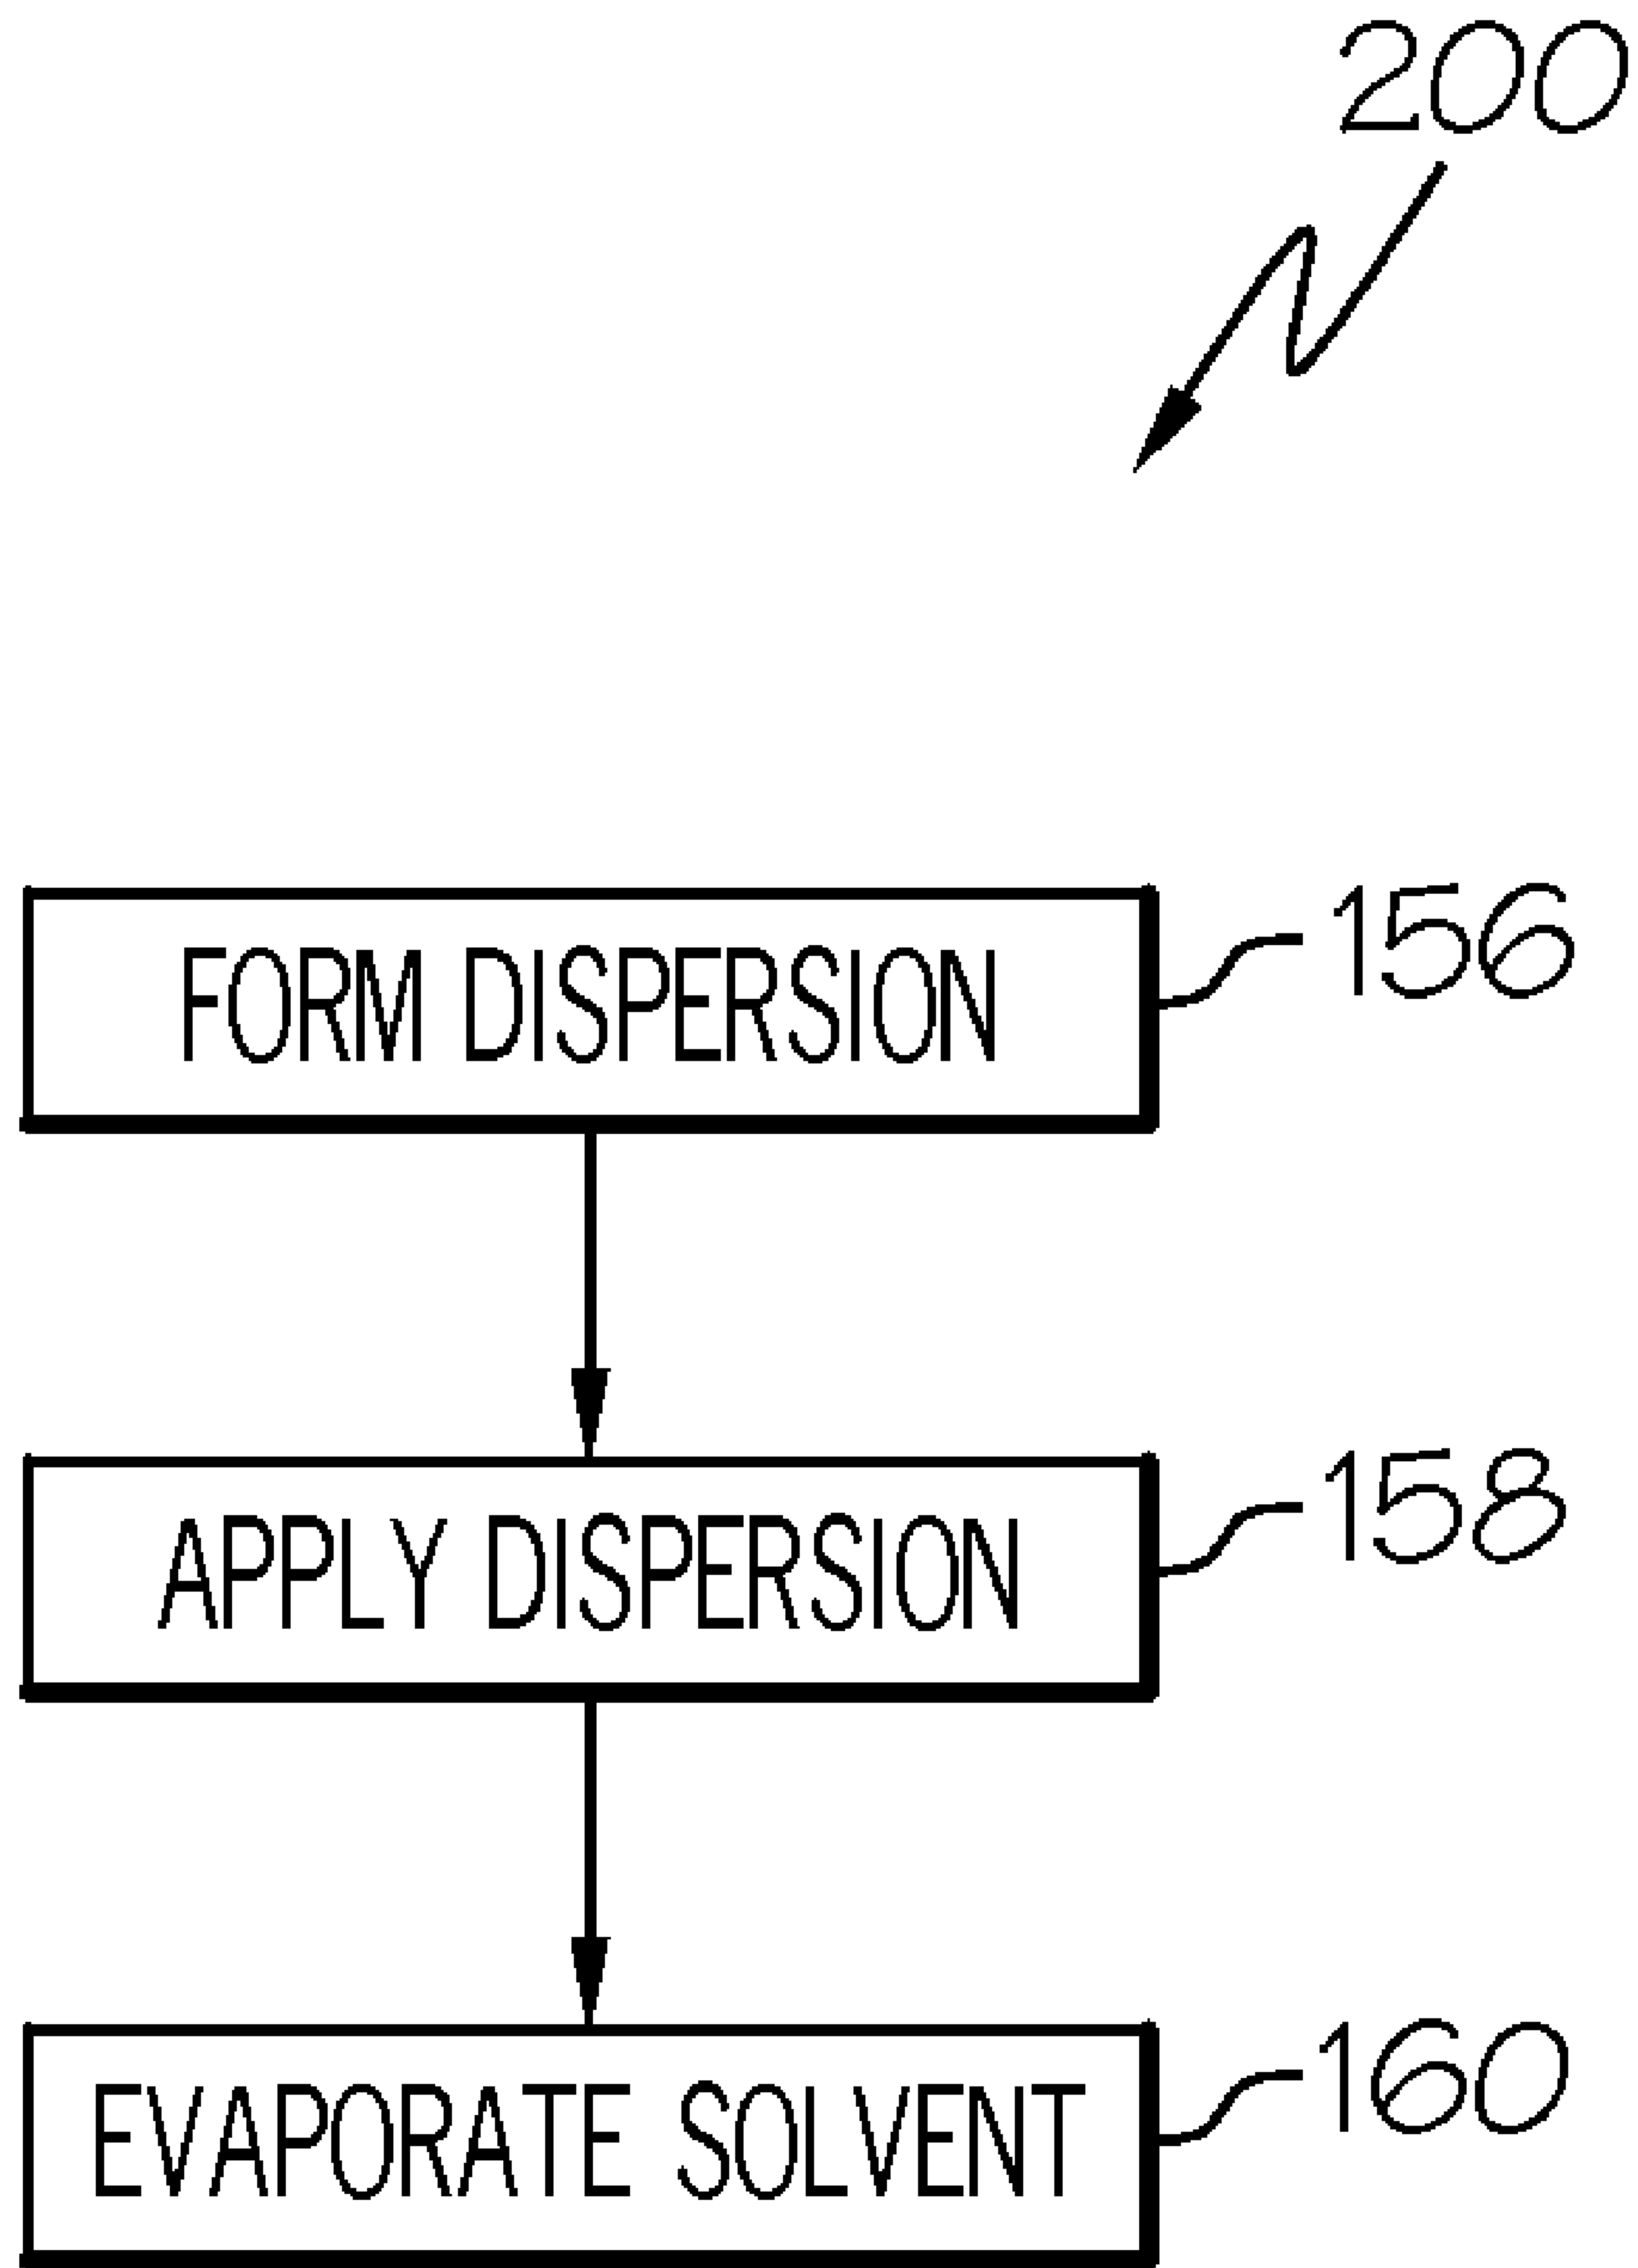 200
FORM DISPERSION
156
APPLY DISPERSION
158
EVAPORATE SOLVENT
160